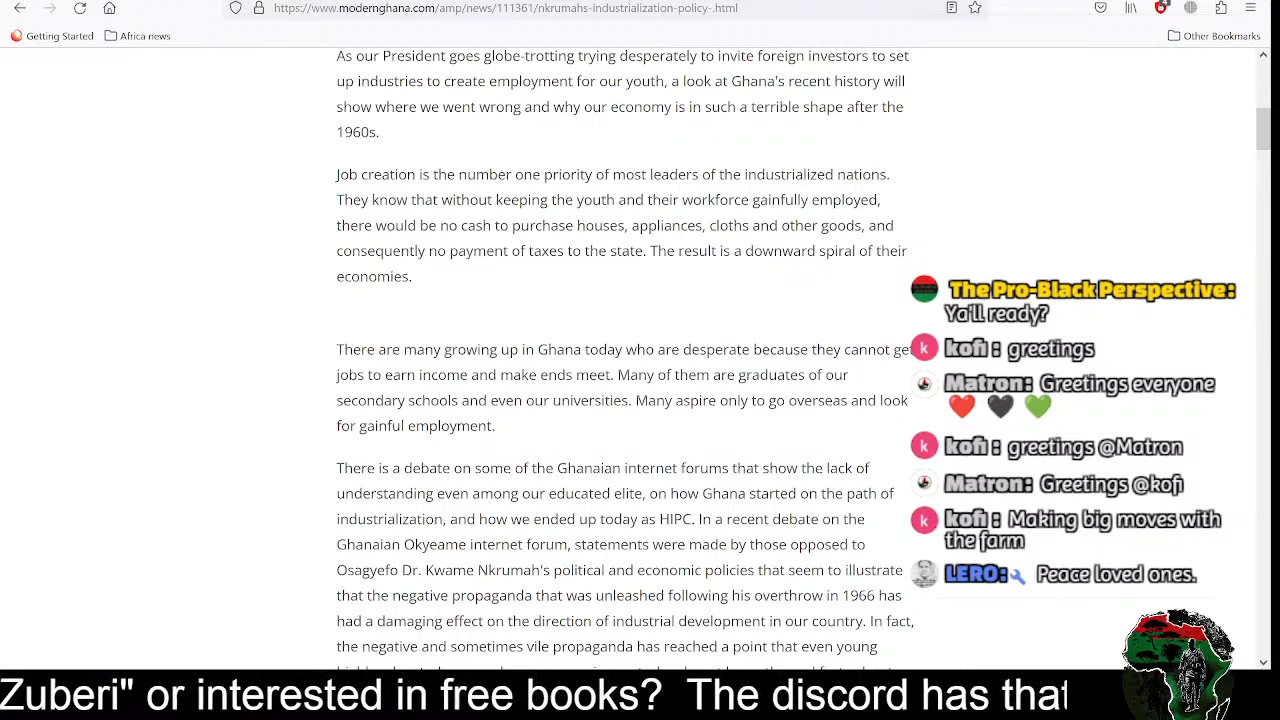 https://www.modernghana.com/amp/news/111361/nkrumahs-industrialization-policy-.html
Getting Started
Africa news
Other Bookmarks
As our President goes globe-trotting trying desperately to invite foreign investors to set
up industries to create employment for our youth, a look at Ghana's recent history will
show where we went wrong and why our economy is in such a terrible shape after the
1960s.
Job creation is the number one priority of most leaders of the industrialized nations.
They know that without keeping the youth and their workforce gainfully employed,
there would be no cash to purchase houses, appliances, cloths and other goods, and
consequently no payment of taxes to the state. The result is a downward spiral of their
economies.
There are many growing up in Ghana today who are desperate because they cannot get
jobs to earn income and make ends meet. Many of them are graduates of our
secondary schools and even our universities. Many aspire only to go overseas and look
for gainful employment.
There is a debate on some of the Ghanaian internet forums that show the lack of
understanding even among our educated elite, on how Ghana started on the path of
industrialization, and how we ended up today as HIPC. In a recent debate on the
Ghanaian Okyeame internet forum, statements were made by those opposed to
Osagyefo Dr. Kwame Nkrumah's political and economic policies that seem to illustrate
that the negative propaganda that was unleashed following his overthrow in 1966 has
had a damaging effect on the direction of industrial development in our country. In fact,
the negative and sometimes vile propaganda has reached a point that even young
The Pro-Black Perspective:
Ya'll ready?
k kofi : greetings
Matron: Greetings everyone
k kofi : greetings @Matron
Matron: Greetings @kofi
k kofi : Making big moves with
the farm
LERO: Peace loved ones.
Zuberi" or interested in free books? The discord has that